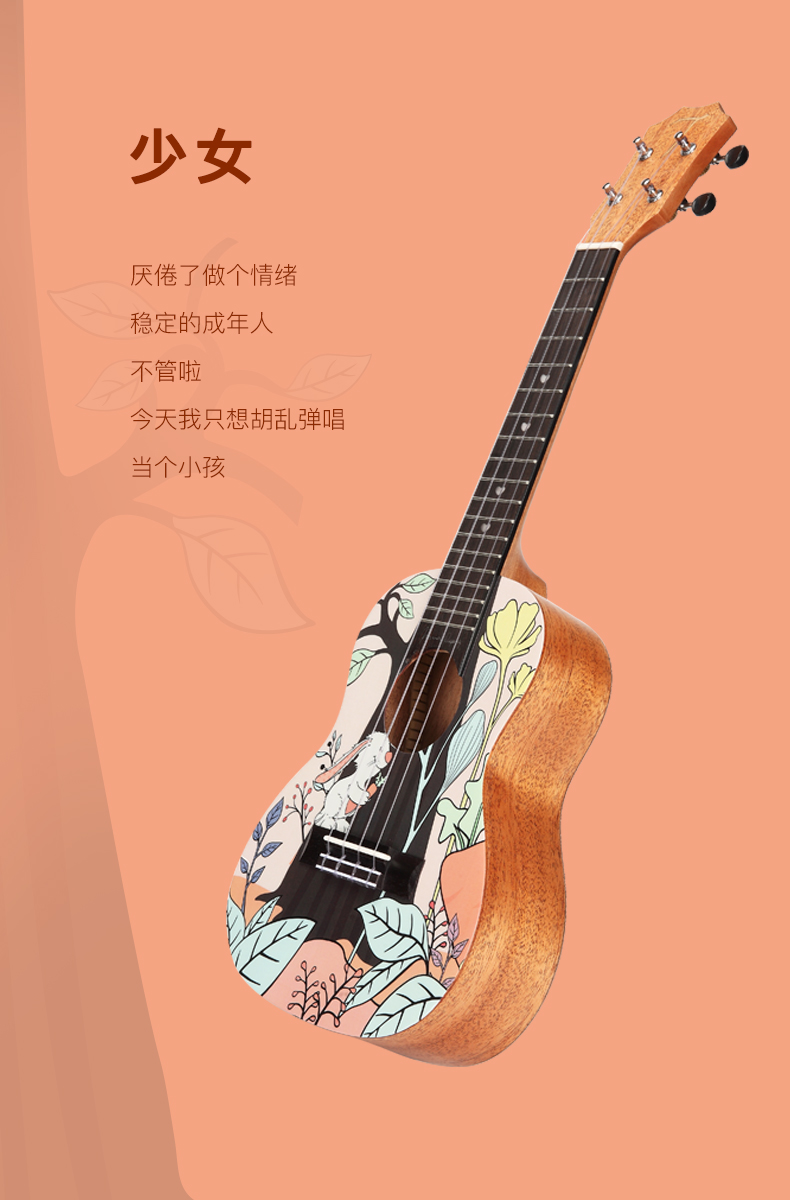 少女
厌倦了做个情绪
稳定的成年人
不管啦
今天我只想胡乱弹唱
当个小孩